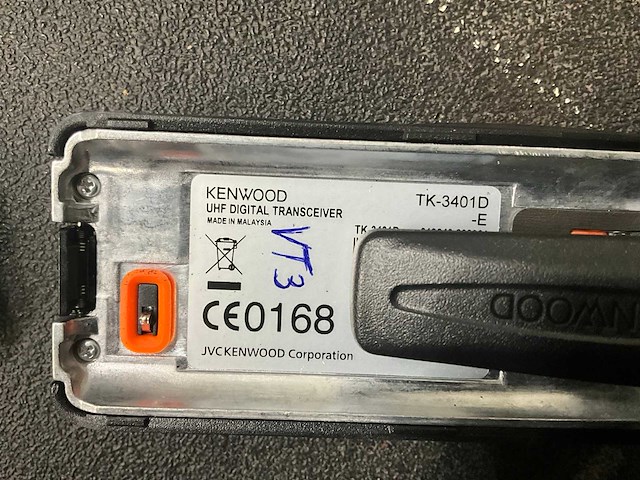 KENWOOD
TK-3401D
-E
UHF DIGITAL TRANSCEIVER
MADE IN MALAYSIA
VT3
CE0168
JVCKENWOOD Corporation
KENWOOD